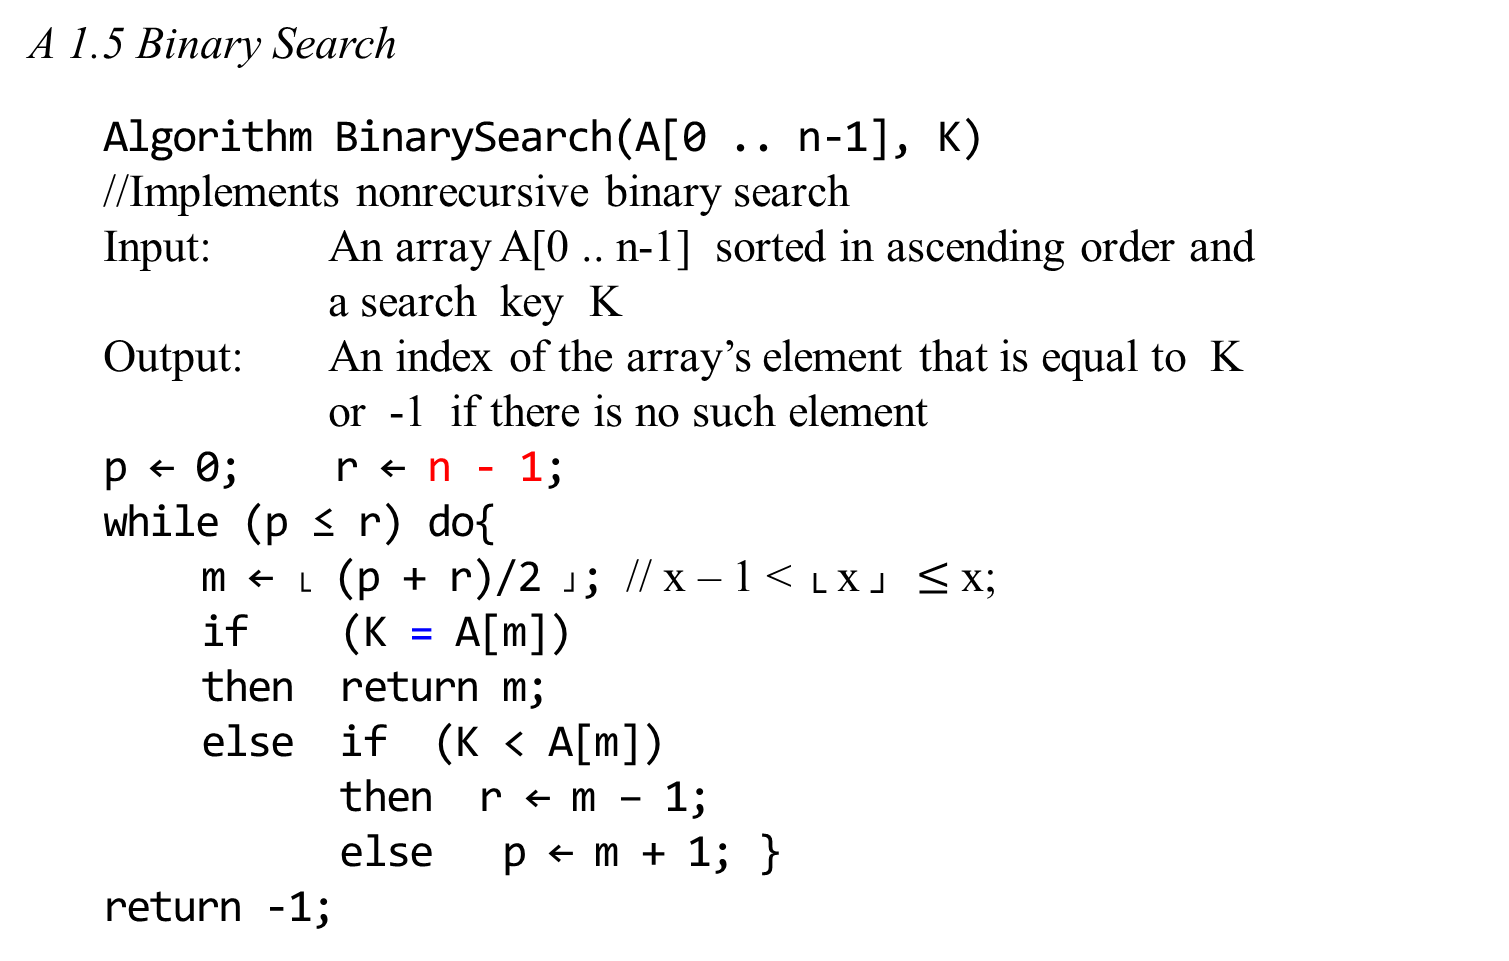 A 1.5 Binary Search
Algorithm BinarySearch(A[0 .. n-1], K)
//Implements nonrecursive binary search
Input: An array A[0 .. n-1] sorted in ascending order and
a search key K
Output: An index of the array’s element that is equal to K
or -1 if there is no such element
p ← 0; r ← n - 1;
while (p ≤ r) do{
m ← ⌞ (p + r)/2 ⌟; // x – 1 < ⌞ x ⌟ ≤ x;
if (K = A[m])
then return m;
else if (K < A[m])
then r ← m – 1;
else p ← m + 1; }
return -1;